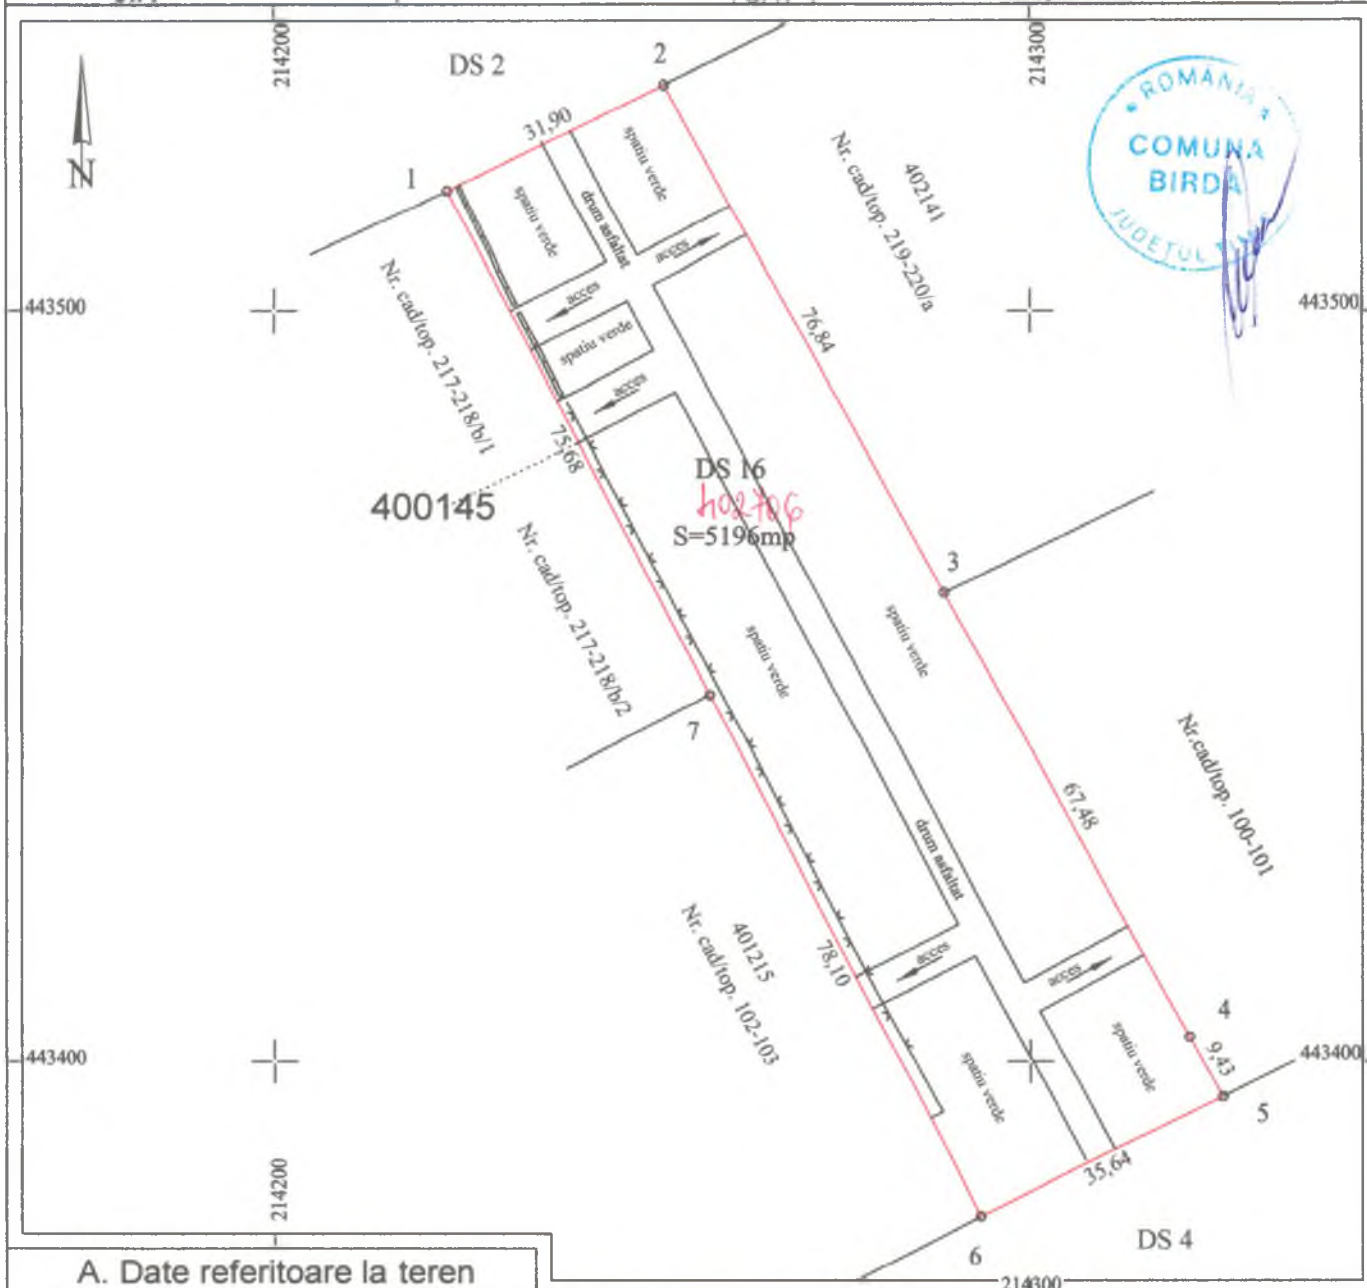 214200
DS 2
2
214300
ROMÂNIA
COMUNA
BIRDA
JUDEȚUL
N
1
31,90
spatiu verde
spatiu verde
drum asfaltat
acces
402141
Nr. cad/top. 219-220/a
443500
443500
Nr. cad/top. 217-218/b/1
acces
spatiu verde
acces
76,84
75,68
400145
DS 16
402706
S=5196mp
3
Nr. cad/top. 217-218/b/2
spatiu verde
spatiu verde
7
Nr.cad/top. 100-101
67,48
drum asfaltat
401215
Nr. cad/top. 102-103
78,10
acces
acces
4
9,43
443400
443400
spatiu verde
spatiu verde
5
35,64
214200
6
DS 4
A. Date referitoare la teren
214300